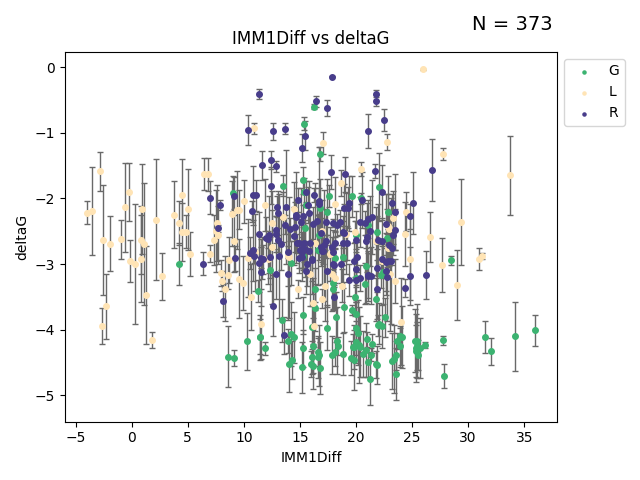 N = 373
IMM1Diff vs deltaG
G
L
R
0
−1
−2
−3
−4
−5
deltaG
−5 0 5 10 15 20 25 30 35
IMM1Diff